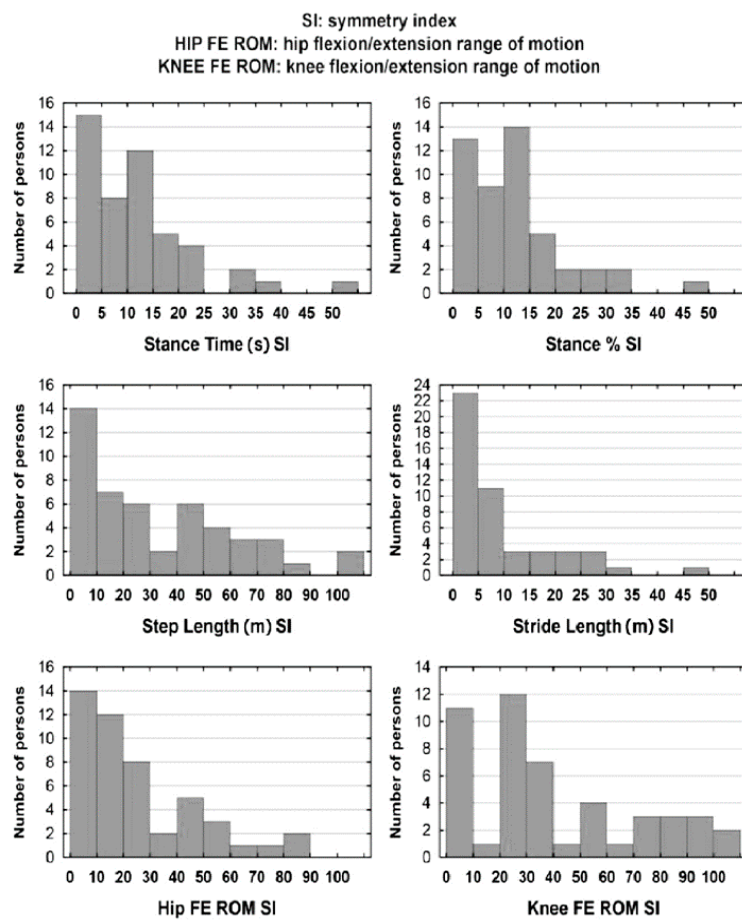 SI: symmetry index
HIP FE ROM: hip flexion/extension range of motion
KNEE FE ROM: knee flexion/extension range of motion
Number of persons
16
14
12
10
8
6
4
2
0
0 5 10 15 20 25 30 35 40 45 50
Stance Time (s) SI
Number of persons
16
14
12
10
8
6
4
2
0
0 5 10 15 20 25 30 35 40 45 50
Stance % SI
Number of persons
16
14
12
10
8
6
4
2
0
0 10 20 30 40 50 60 70 80 90 100
Step Length (m) SI
Number of persons
24
22
20
18
16
14
12
10
8
6
4
2
0
0 5 10 15 20 25 30 35 40 45 50
Stride Length (m) SI
Number of persons
16
14
12
10
8
6
4
2
0
0 10 20 30 40 50 60 70 80 90 100
Hip FE ROM SI
Number of persons
14
12
10
8
6
4
2
0
0 10 20 30 40 50 60 70 80 90 100
Knee FE ROM SI